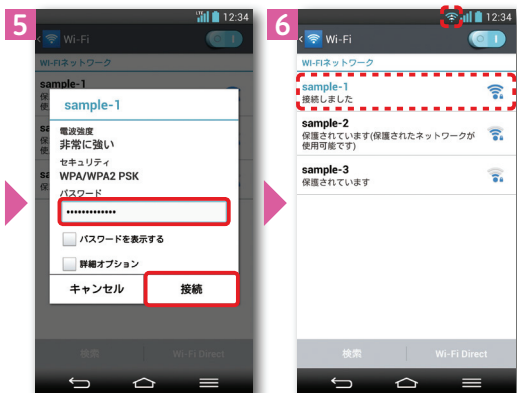 5
LTE 12:34
Wi-Fi
WI-FIネットワーク
sample-1
保
使
sample-1
電波強度
非常に強い
セキュリティ
WPA/WPA2 PSK
パスワード
•••••••••••••
パスワードを表示する
詳細オプション
キャンセル 接続
検索 Wi-Fi Direct
6
12:34
Wi-Fi
WI-FIネットワーク
sample-1
接続しました
sample-2
保護されています(保護されたネットワークが
使用可能です)
sample-3
保護されています
検索 Wi-Fi Direct